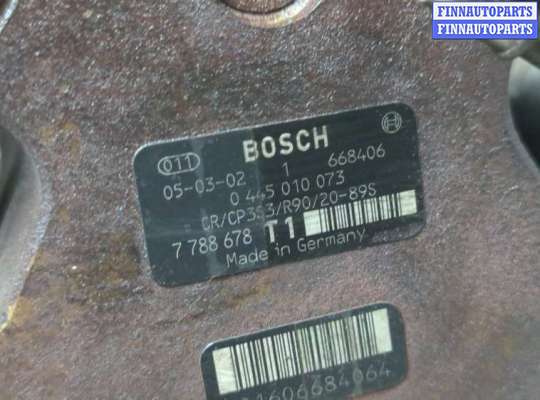 FINNAUTOPARTS
FINNAUTOPARTS
011 BOSCH
05-03-02 1 668406
0 445 010 073
CR/CP3S3/R90/20-89S
7 788 678 T1
Made in Germany